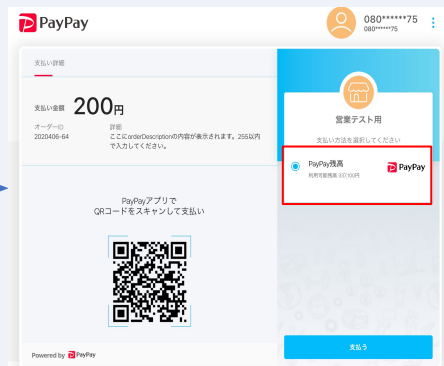 PayPay
080******75
080******75
支払い詳細
支払い金額 200円
オーダーID
2020406-64
詳細
ここにorderDescriptionの内容が表示されます。255以内
で入力してください。
PayPayアプリで
QRコードをスキャンして支払い
Powered by PayPay
営業テスト用
支払い方法を選択してください
PayPay残高
PayPay
支払う